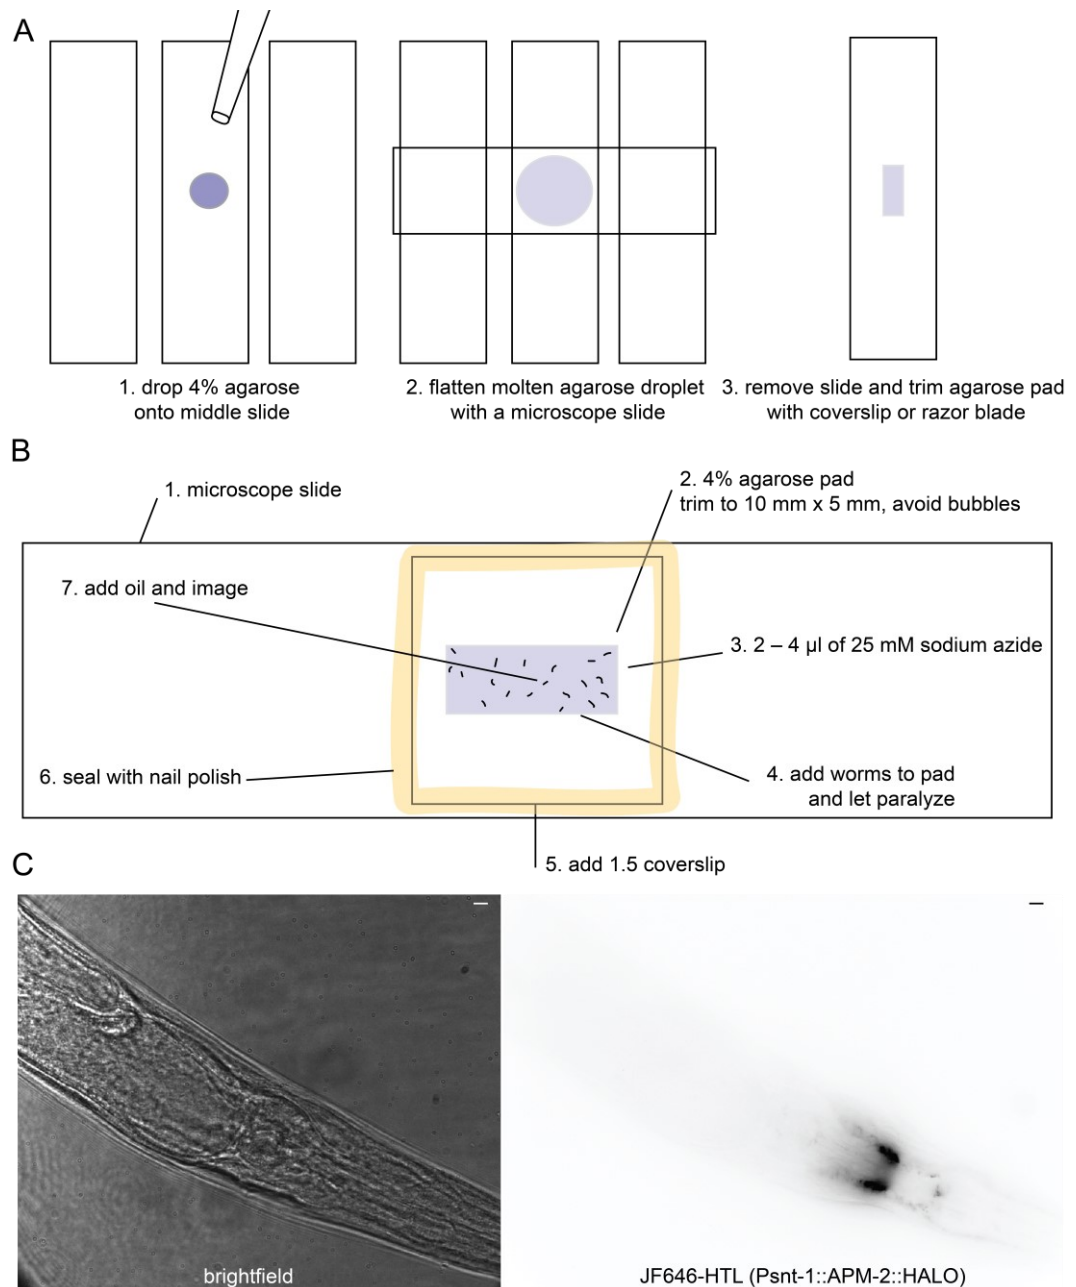 A
1. drop 4% agarose
onto middle slide
2. flatten molten agarose droplet
with a microscope slide
3. remove slide and trim agarose pad
with coverslip or razor blade
B
1. microscope slide
2. 4% agarose pad
trim to 10 mm x 5 mm, avoid bubbles
7. add oil and image
3. 2 – 4 µl of 25 mM sodium azide
6. seal with nail polish
4. add worms to pad
and let paralyze
5. add 1.5 coverslip
C
brightfield
JF646-HTL (Psnt-1::APM-2::HALO)